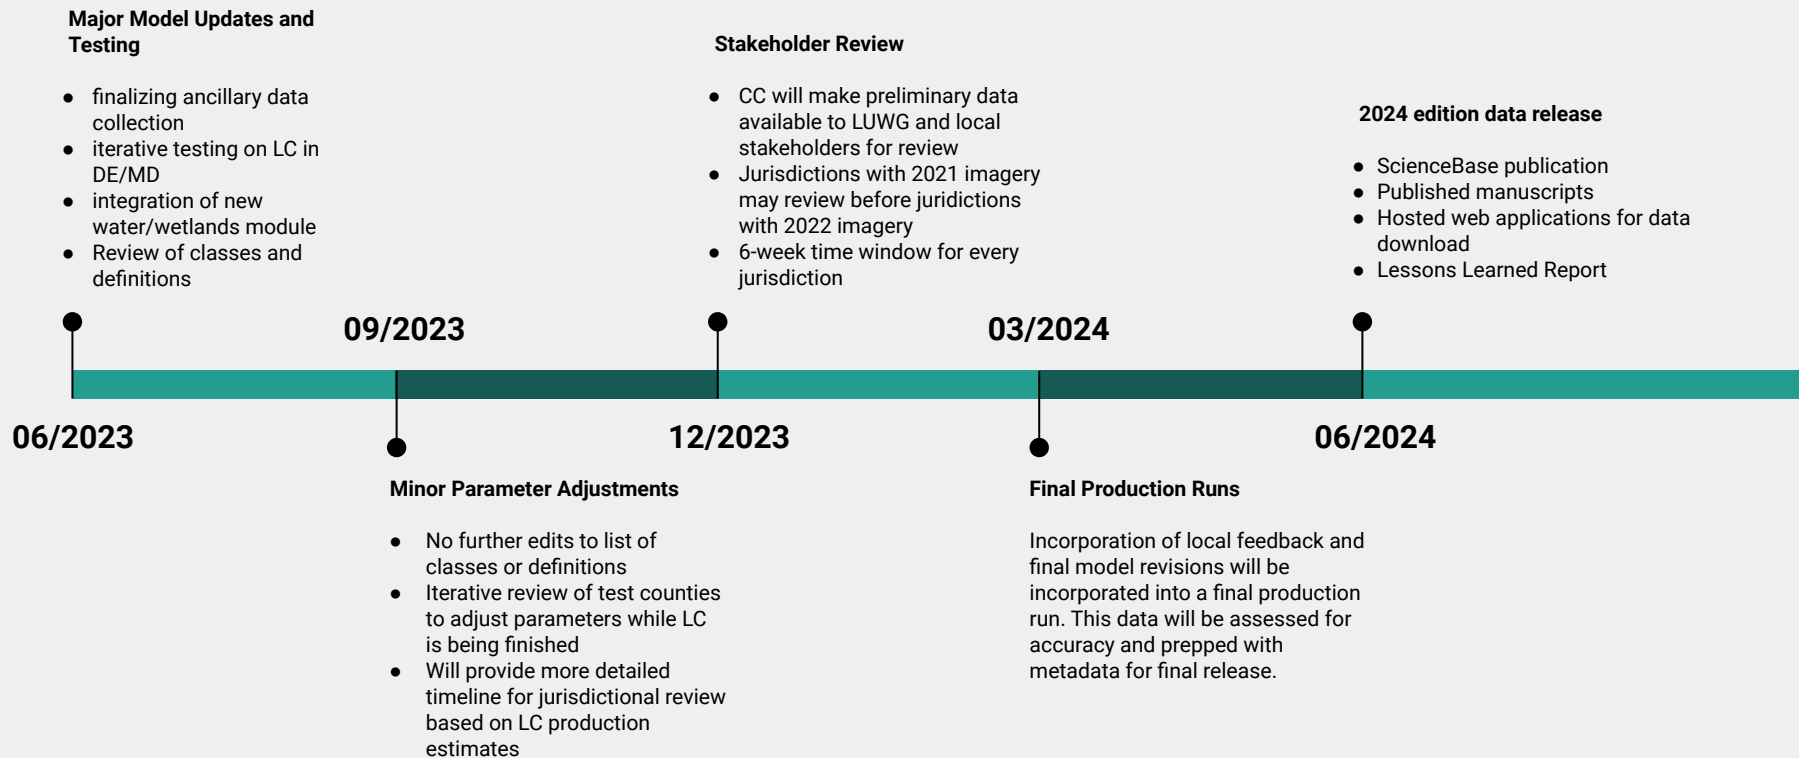 Major Model Updates and
Testing
● finalizing ancillary data
collection
● iterative testing on LC in
DE/MD
● integration of new
water/wetlands module
● Review of classes and
definitions
Stakeholder Review
● CC will make preliminary data
available to LUWG and local
stakeholders for review
● Jurisdictions with 2021 imagery
may review before juridictions
with 2022 imagery
● 6-week time window for every
jurisdiction
2024 edition data release
● ScienceBase publication
● Published manuscripts
● Hosted web applications for data
download
● Lessons Learned Report
09/2023
03/2024
06/2023
12/2023
06/2024
Minor Parameter Adjustments
● No further edits to list of
classes or definitions
● Iterative review of test counties
to adjust parameters while LC
is being finished
● Will provide more detailed
timeline for jurisdictional review
based on LC production
estimates
Final Production Runs
Incorporation of local feedback and
final model revisions will be
incorporated into a final production
run. This data will be assessed for
accuracy and prepped with
metadata for final release.